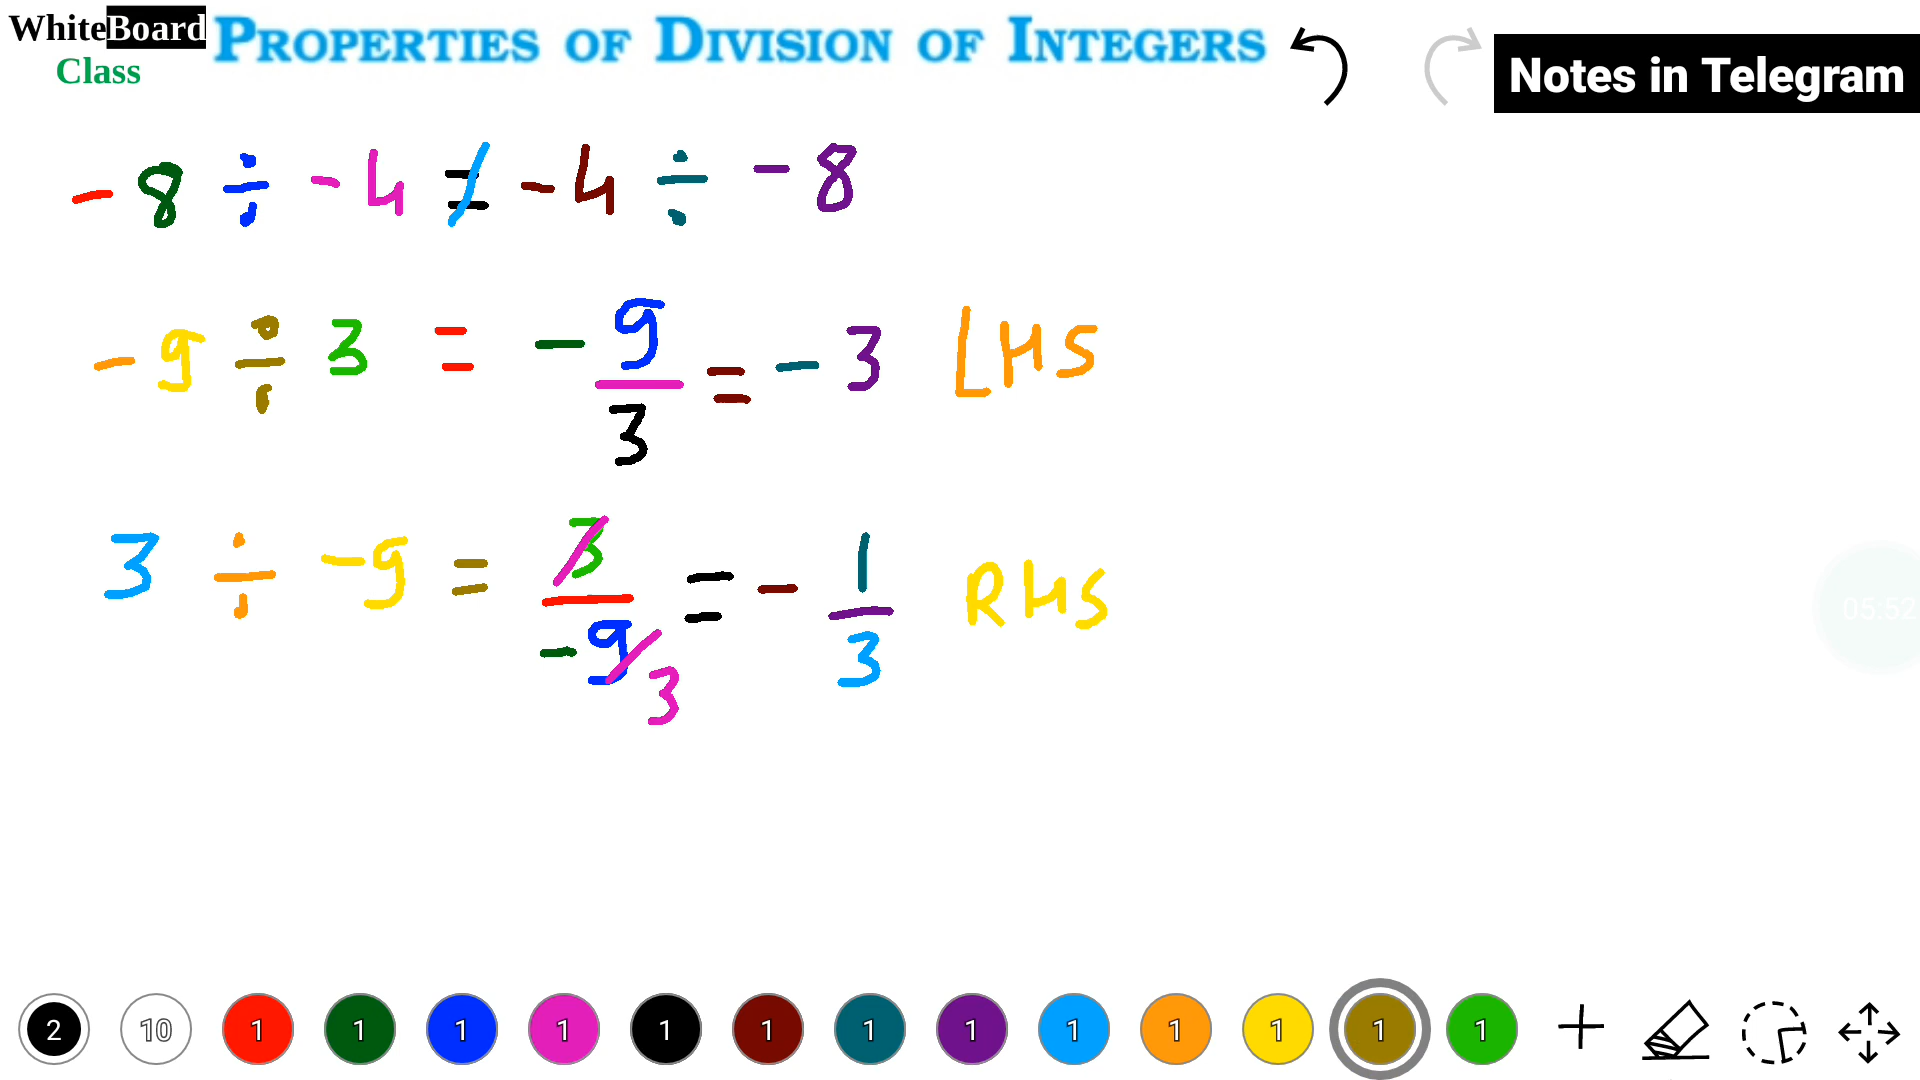 WhiteBoard
Class
PROPERTIES OF DIVISION OF INTEGERS
Notes in Telegram
- 8 ÷ - 4 ≠ - 4 ÷ - 8
- 9 ÷ 3 = - 9/3 = - 3 LHS
3 ÷ - 9 = 3/-9 3 = - 1/3 RHS
05:52
2 10 1 1 1 1 1 1 1 1 1 1 1 1 1